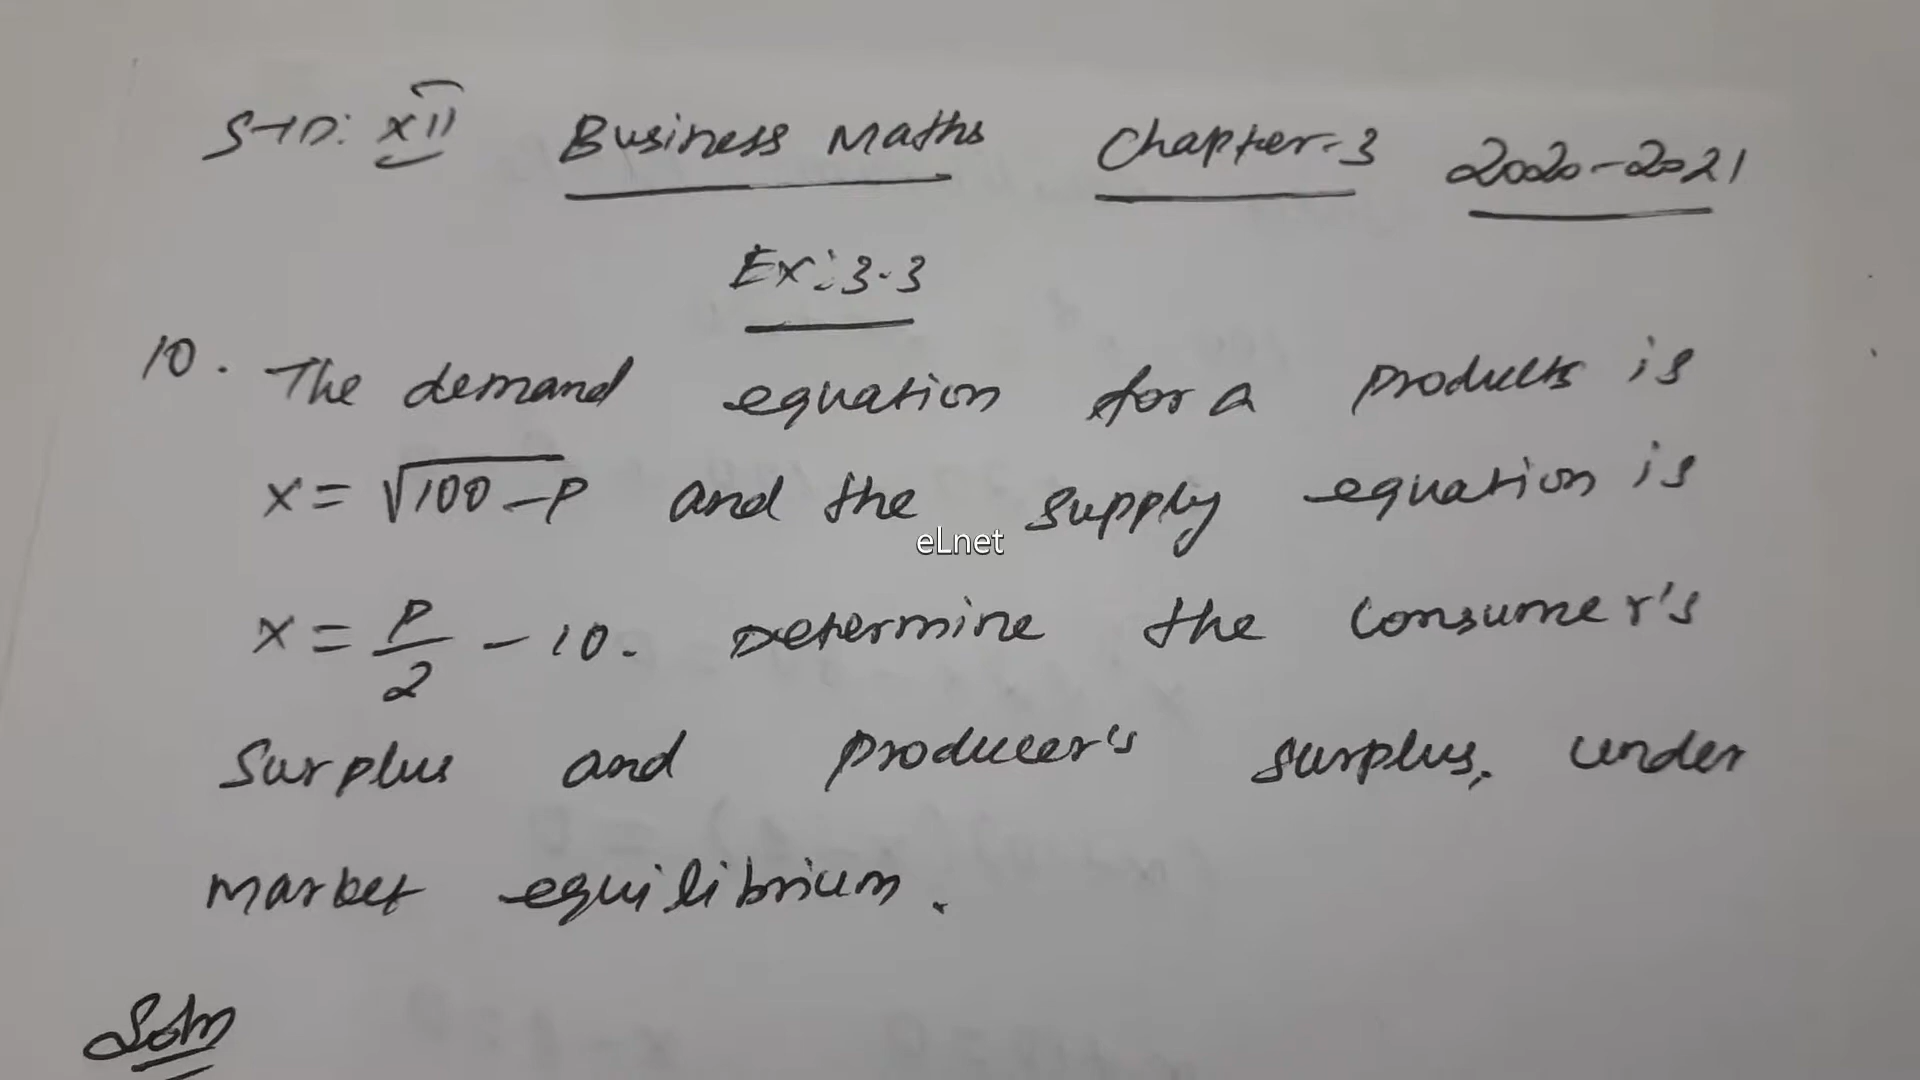 STD: XII Business Maths Chapter-3 2020-2021
Ex: 3.3
10. The demand equation for a products is
x = √100-P and the supply equation is
eLnet
x = P/2 - 10. Determine the consumer's
surplus and producer's surplus, under
market equilibrium.
Soln